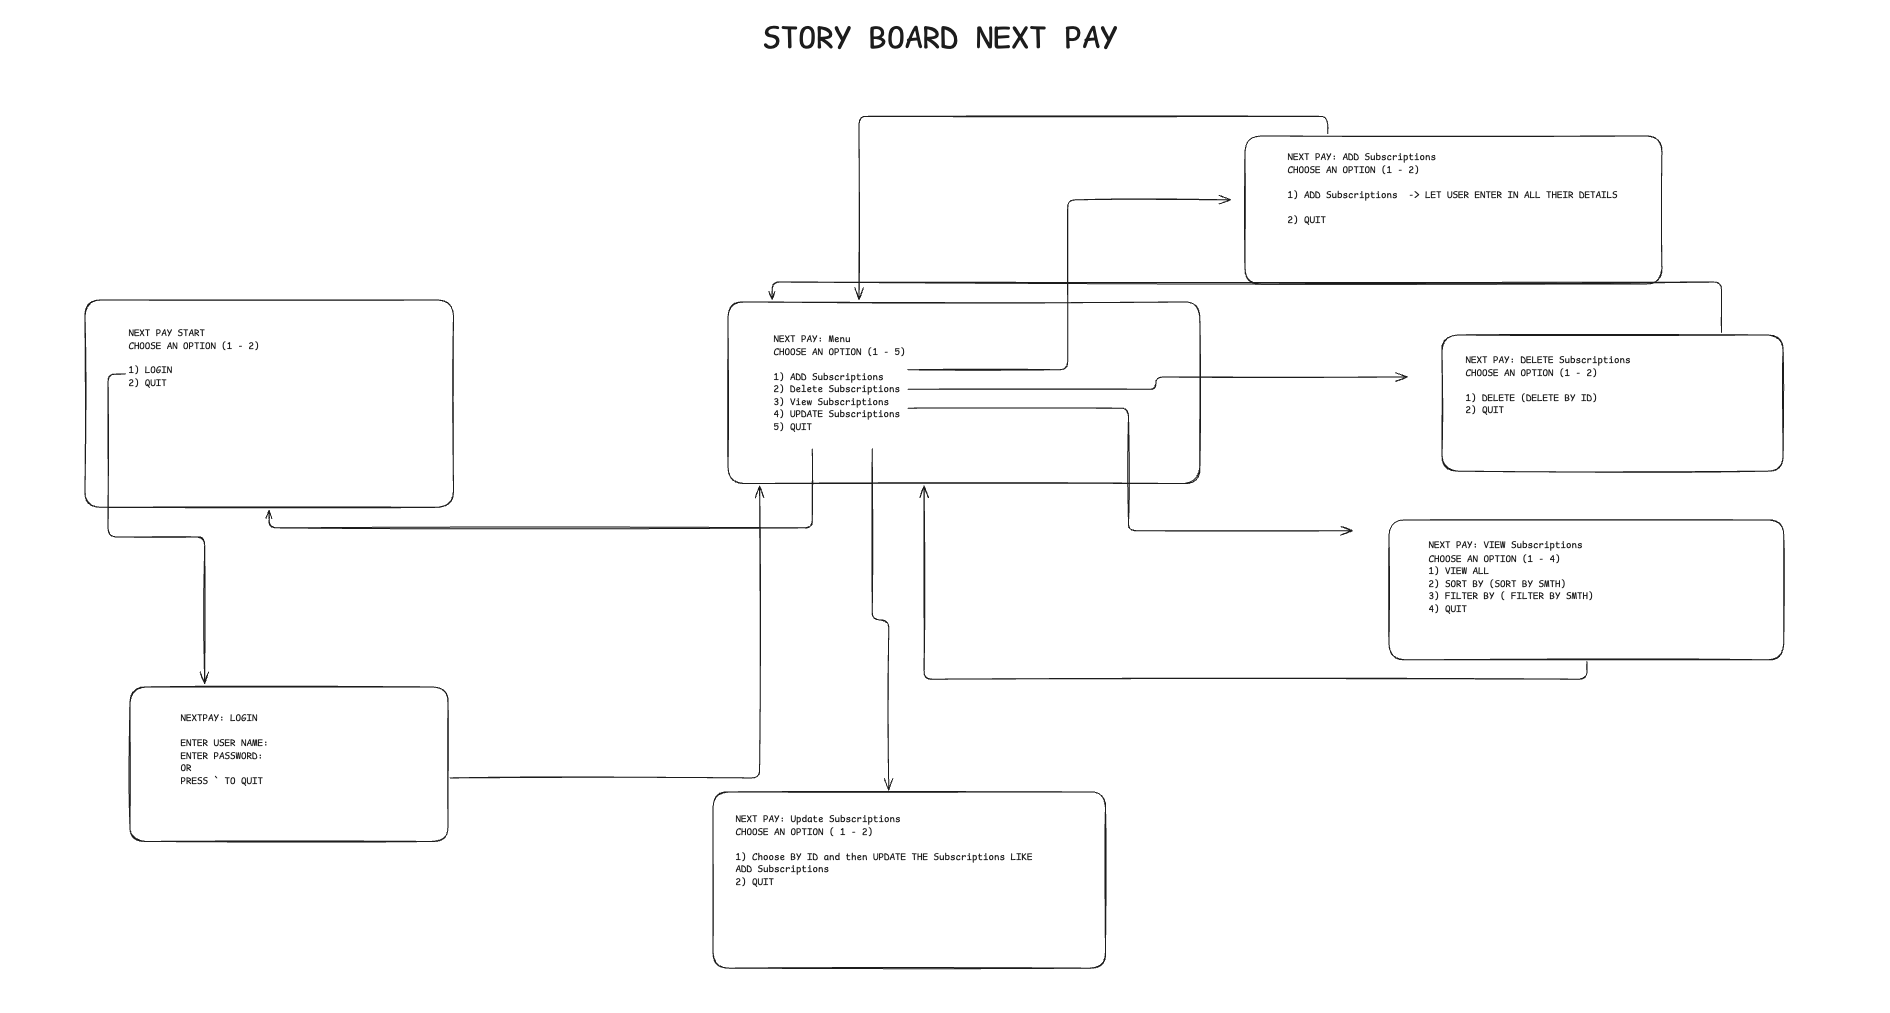 STORY BOARD NEXT PAY
NEXT PAY: ADD Subscriptions
CHOOSE AN OPTION (1 - 2)
1) ADD Subscriptions -> LET USER ENTER IN ALL THEIR DETAILS
2) QUIT
NEXT PAY START
CHOOSE AN OPTION (1 - 2)
1) LOGIN
2) QUIT
NEXT PAY: Menu
CHOOSE AN OPTION (1 - 5)
1) ADD Subscriptions
2) Delete Subscriptions
3) View Subscriptions
4) UPDATE Subscriptions
5) QUIT
NEXT PAY: DELETE Subscriptions
CHOOSE AN OPTION (1 - 2)
1) DELETE (DELETE BY ID)
2) QUIT
NEXT PAY: VIEW Subscriptions
CHOOSE AN OPTION (1 - 4)
1) VIEW ALL
2) SORT BY (SORT BY SMTH)
3) FILTER BY ( FILTER BY SMTH)
4) QUIT
NEXTPAY: LOGIN
ENTER USER NAME:
ENTER PASSWORD:
OR
PRESS ` TO QUIT
NEXT PAY: Update Subscriptions
CHOOSE AN OPTION ( 1 - 2)
1) Choose BY ID and then UPDATE THE Subscriptions LIKE
ADD Subscriptions
2) QUIT